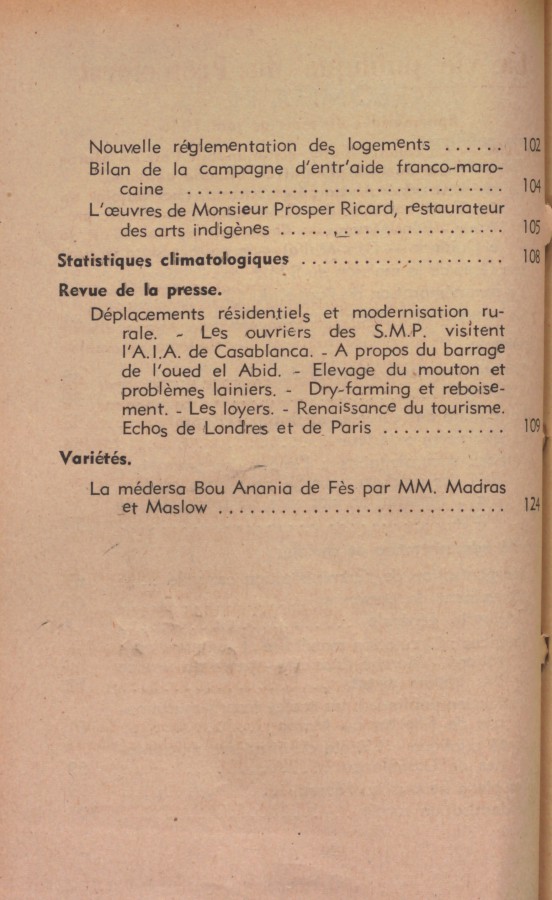 Nouvelle réglementation des logements ...... 102
Bilan de la campagne d'entr'aide franco-maro-
caine ................................ 104
L'œuvres de Monsieur Prosper Ricard, restaurateur
des arts indigènes ...................... 105
Statistiques climatologiques .................... 108
Revue de la presse.
Déplacements résidentiels et modernisation ru-
rale. - Les ouvriers des S.M.P. visitent
l'A.I.A. de Casablanca. - A propos du barrage
de l'oued el Abid. - Elevage du mouton et
problèmes lainiers. - Dry-farming et reboise-
ment. - Les loyers. - Renaissance du tourisme.
Echos de Londres et de Paris ............ 109
Variétés.
La médersa Bou Anania de Fès par MM. Madras
et Maslow ............................ 124